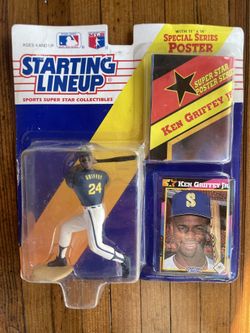 AGES 4 AND UP
STARTING
LINEUP
SPORTS SUPER STAR COLLECTIBLES
WITH 11" x 14"
SPECIAL SERIES
POSTER
SUPER STAR
POSTER SERIES
KEN GRIFFEY JR.
GRIFFEY
24
KEN GRIFFEY JR.
S